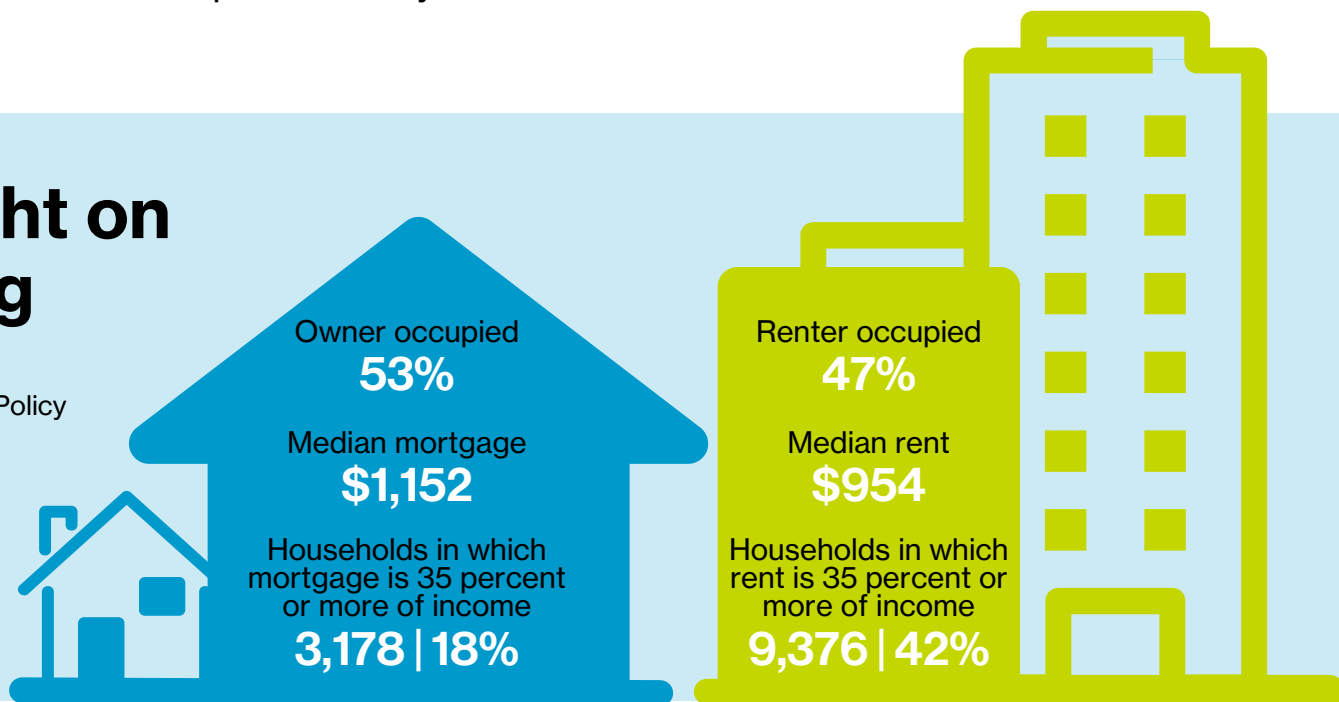 ht on
g
Policy
Owner occupied
53%
Median mortgage
$1,152
Households in which
mortgage is 35 percent
or more of income
3,178 | 18%
Renter occupied
47%
Median rent
$954
Households in which
rent is 35 percent or
more of income
9,376 | 42%